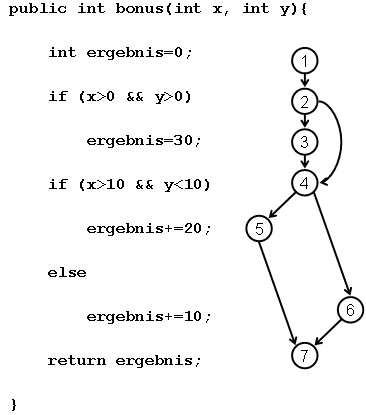 public int bonus(int x, int y){
int ergebnis=0;
1
if (x>0 && y>0)
2
ergebnis=30;
3
if (x>10 && y<10)
4
ergebnis+=20;
5
else
ergebnis+=10;
6
return ergebnis;
7
}